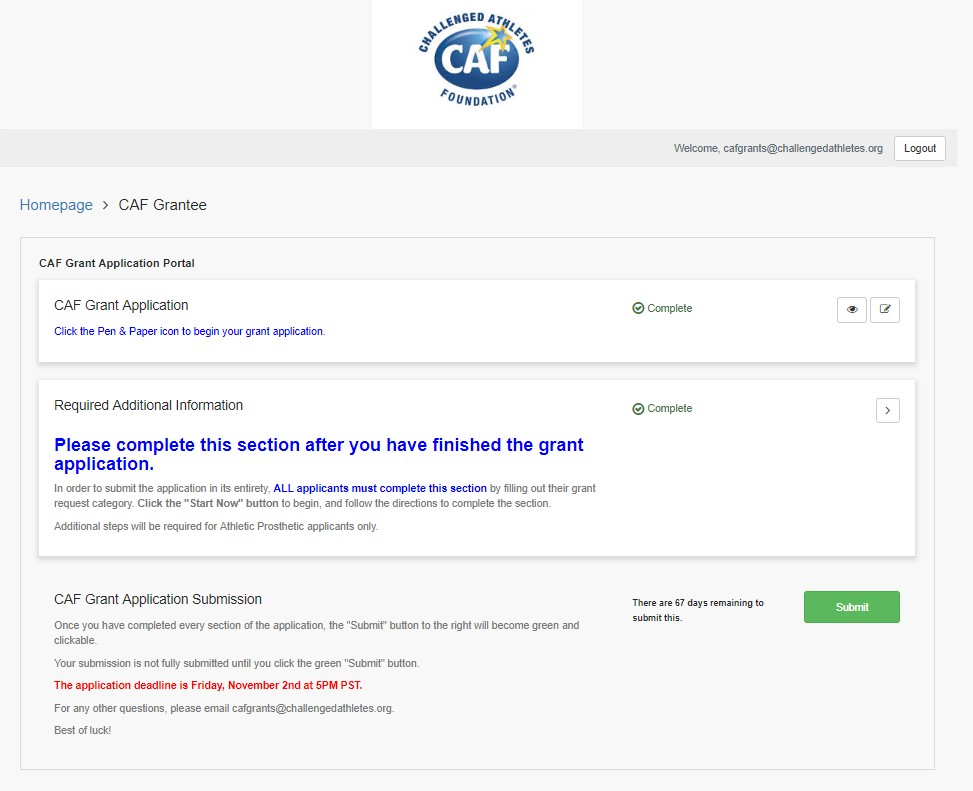 CHALLENGED ATHLETES
CAF
FOUNDATION®
Welcome, cafgrants@challengedathletes.org
Logout
Homepage > CAF Grantee
CAF Grant Application Portal
CAF Grant Application
Complete
Click the Pen & Paper icon to begin your grant application.
Required Additional Information
Complete
>
Please complete this section after you have finished the grant
application.
In order to submit the application in its entirety, ALL applicants must complete this section by filling out their grant
request category. Click the "Start Now" button to begin, and follow the directions to complete the section.
Additional steps will be required for Athletic Prosthetic applicants only.
CAF Grant Application Submission
There are 67 days remaining to
submit this.
Submit
Once you have completed every section of the application, the "Submit" button to the right will become green and
clickable.
Your submission is not fully submitted until you click the green "Submit" button.
The application deadline is Friday, November 2nd at 5PM PST.
For any other questions, please email cafgrants@challengedathletes.org.
Best of luck!